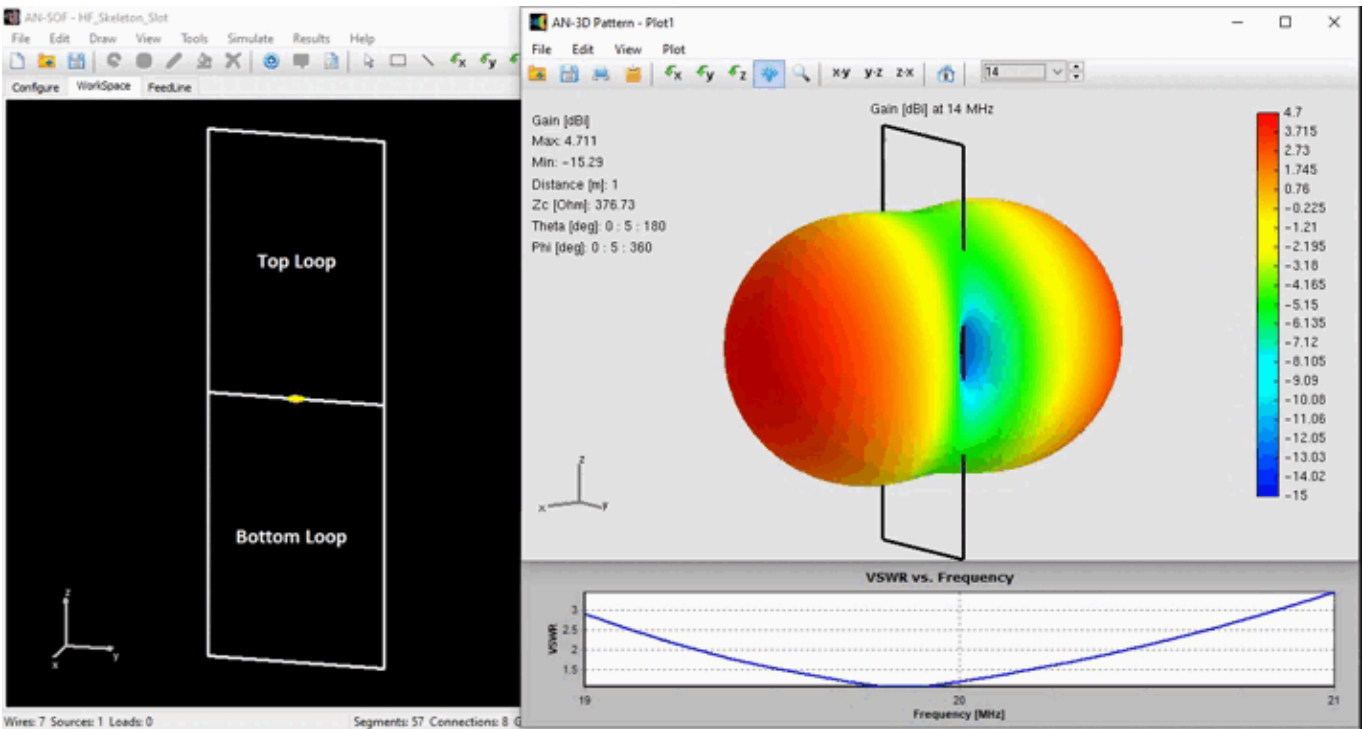 AN-SOF - HF_Skeleton_Slot
File Edit Draw View Tools Simulate Results Help
Configure WorkSpace FeedLine
Top Loop
Bottom Loop
z
x
y
Wires: 7 Sources: 1 Loads: 0
Segments: 57 Connections: 8 G
AN-3D Pattern - Plot1
File Edit View Plot
x-y y-z z-x
14
Gain [dBi] at 14 MHz
Gain [dBi]
Max: 4.711
Min: -15.29
Distance [m]: 1
Zc [Ohm]: 376.73
Theta [deg]: 0 : 5 : 180
Phi [deg]: 0 : 5 : 360
4.7
3.715
2.73
1.745
0.76
-0.225
-1.21
-2.195
-3.18
-4.165
-5.15
-6.135
-7.12
-8.105
-9.09
-10.08
-11.06
-12.05
-13.03
-14.02
-15
z
x
y
VSWR vs. Frequency
VSWR
3
2.5
2
1.5
19
20
21
Frequency [MHz]